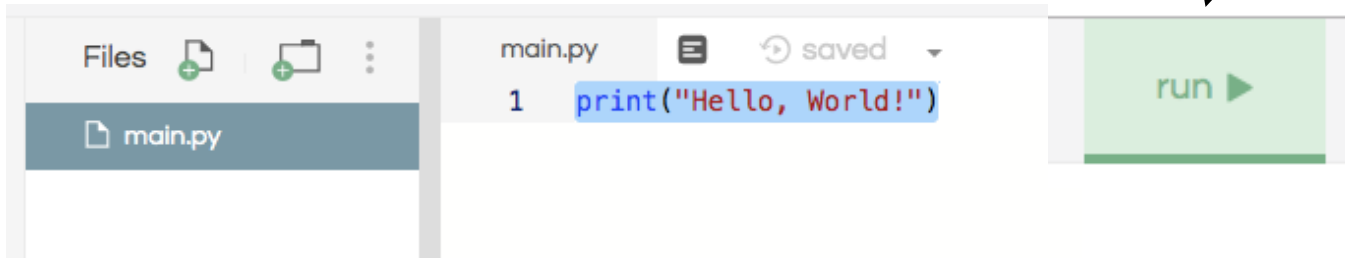 Files
main.py saved
1 print("Hello, World!")
run
main.py